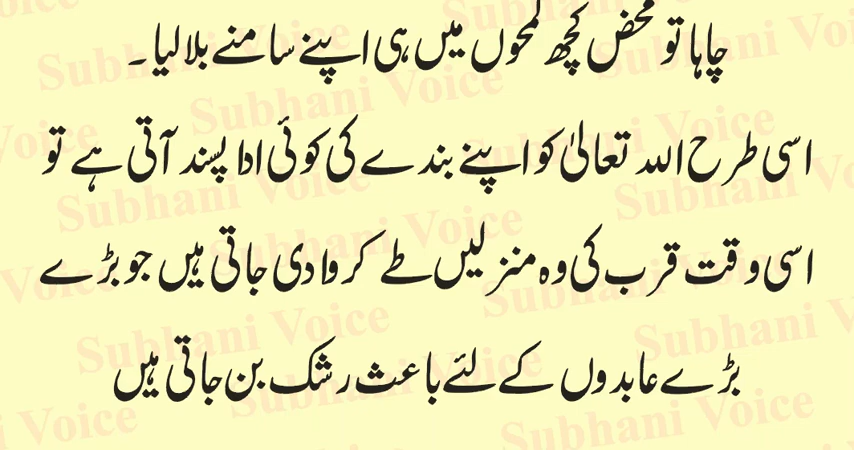 چاہا تو محض کچھ لمحوں میں ہی اپنے سامنے بلالیا۔
اسی طرح اللہ تعالیٰ کو اپنے بندے کی کوئی ادا پسند آتی ہے تو
اسی وقت قرب کی وہ منزلیں طے کروا دی جاتی ہیں جو بڑے
بڑے عابدوں کے لئے باعث رشک بن جاتی ہیں
Subhani Voice